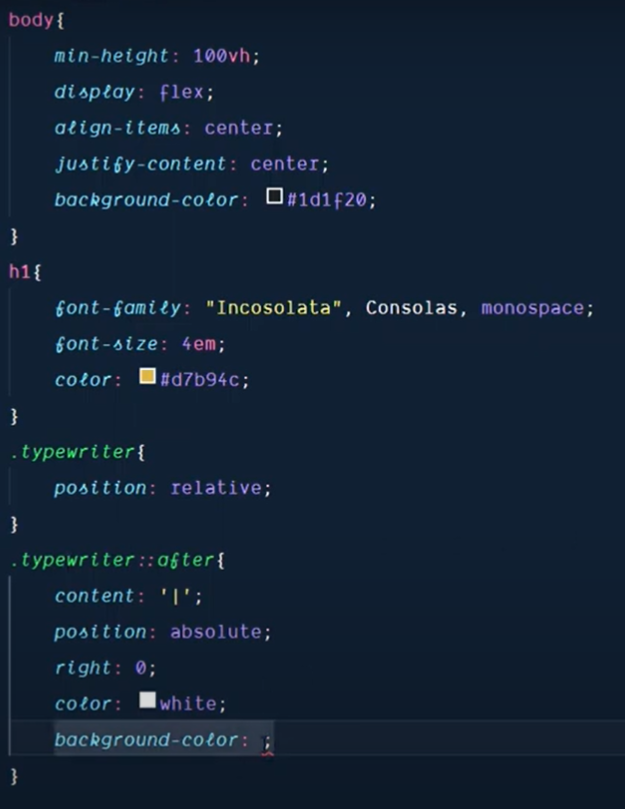 body{
min-height: 100vh;
display: flex;
align-items: center;
justify-content: center;
background-color: #1d1f20;
}
h1{
font-family: "Incosolata", Consolas, monospace;
font-size: 4em;
color: #d7b94c;
}
.typewriter{
position: relative;
}
.typewriter::after{
content: '|';
position: absolute;
right: 0;
color: white;
background-color: ;
}